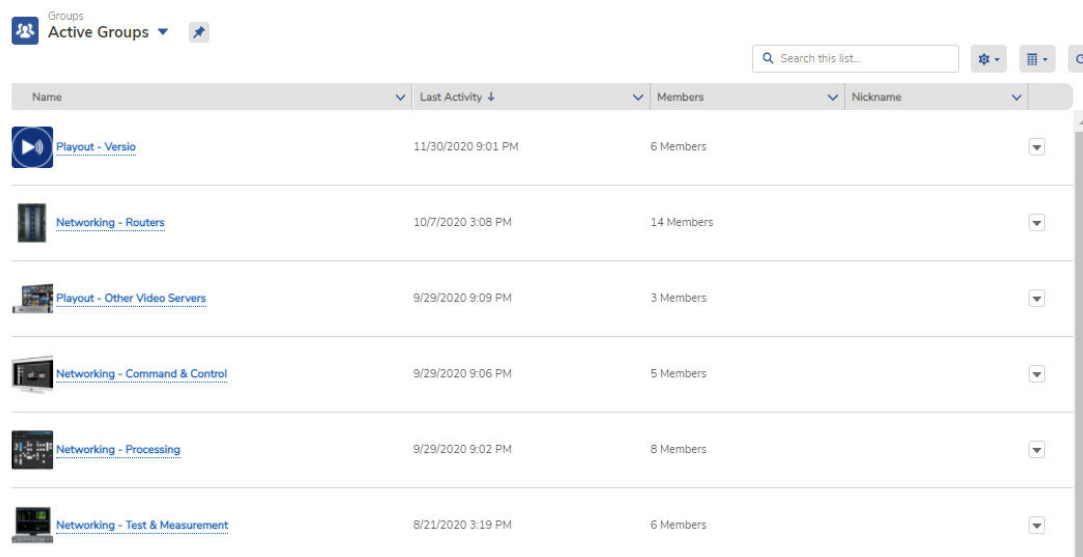 Groups
Active Groups
Search this list...
Name Last Activity Members Nickname
Playout - Versio 11/30/2020 9:01 PM 6 Members
Networking - Routers 10/7/2020 3:08 PM 14 Members
Playout - Other Video Servers 9/29/2020 9:09 PM 3 Members
Networking - Command & Control 9/29/2020 9:06 PM 5 Members
Networking - Processing 9/29/2020 9:02 PM 8 Members
Networking - Test & Measurement 8/21/2020 3:19 PM 6 Members